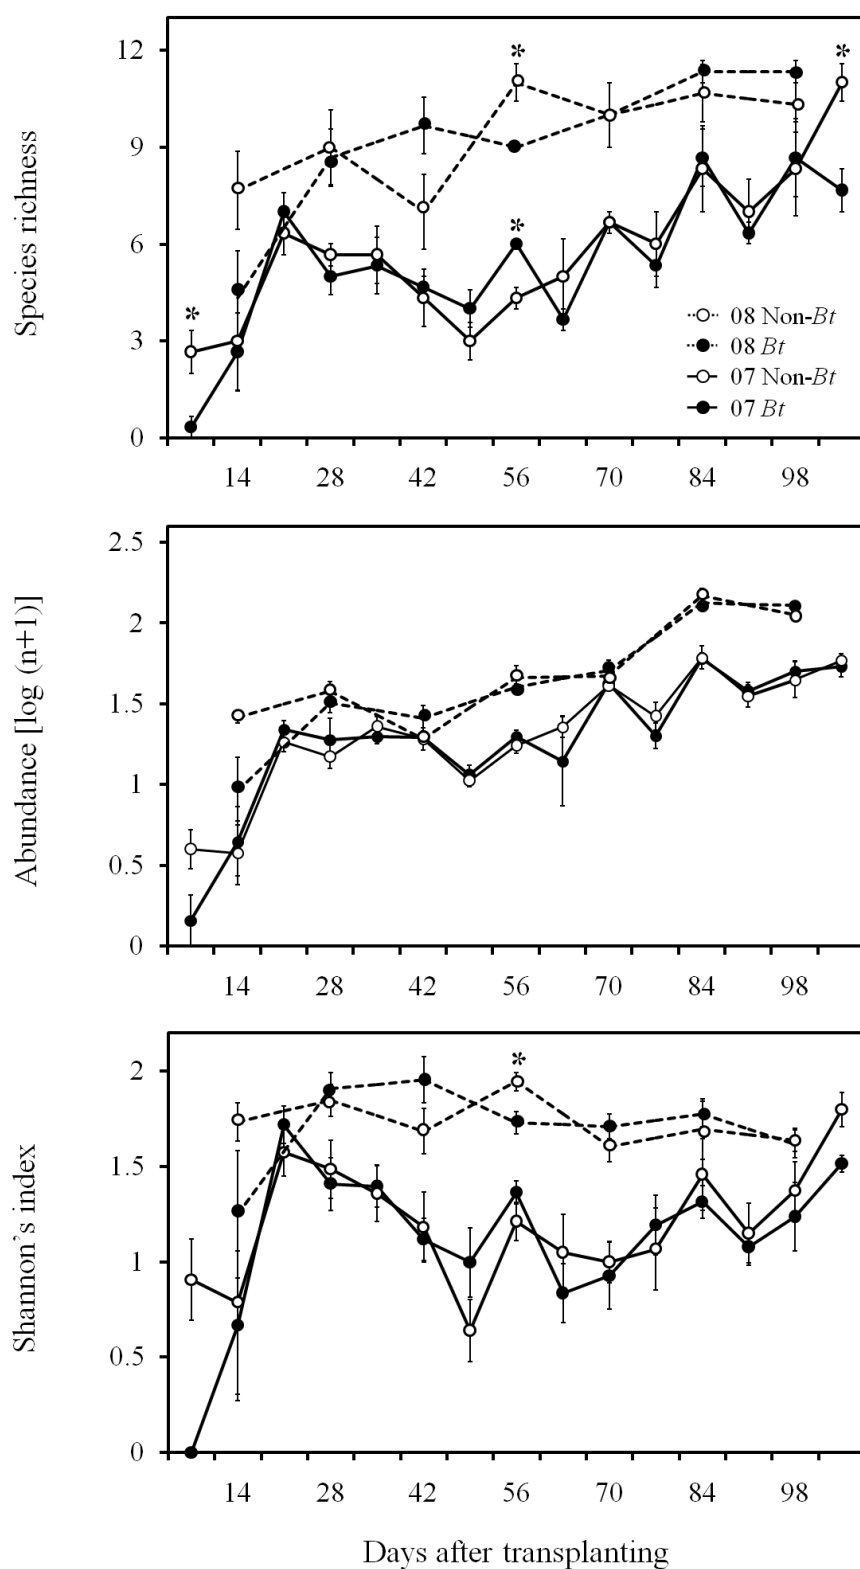 *
*
12
9
*
6
*
3
0
Species richness
08 Non-Bt
08 Bt
07 Non-Bt
07 Bt
14 28 42 56 70 84 98
2.5
2
1.5
1
0.5
0
Abundance [log (n+1)]
14 28 42 56 70 84 98
*
2
1.5
1
0.5
0
Shannon's index
14 28 42 56 70 84 98
Days after transplanting